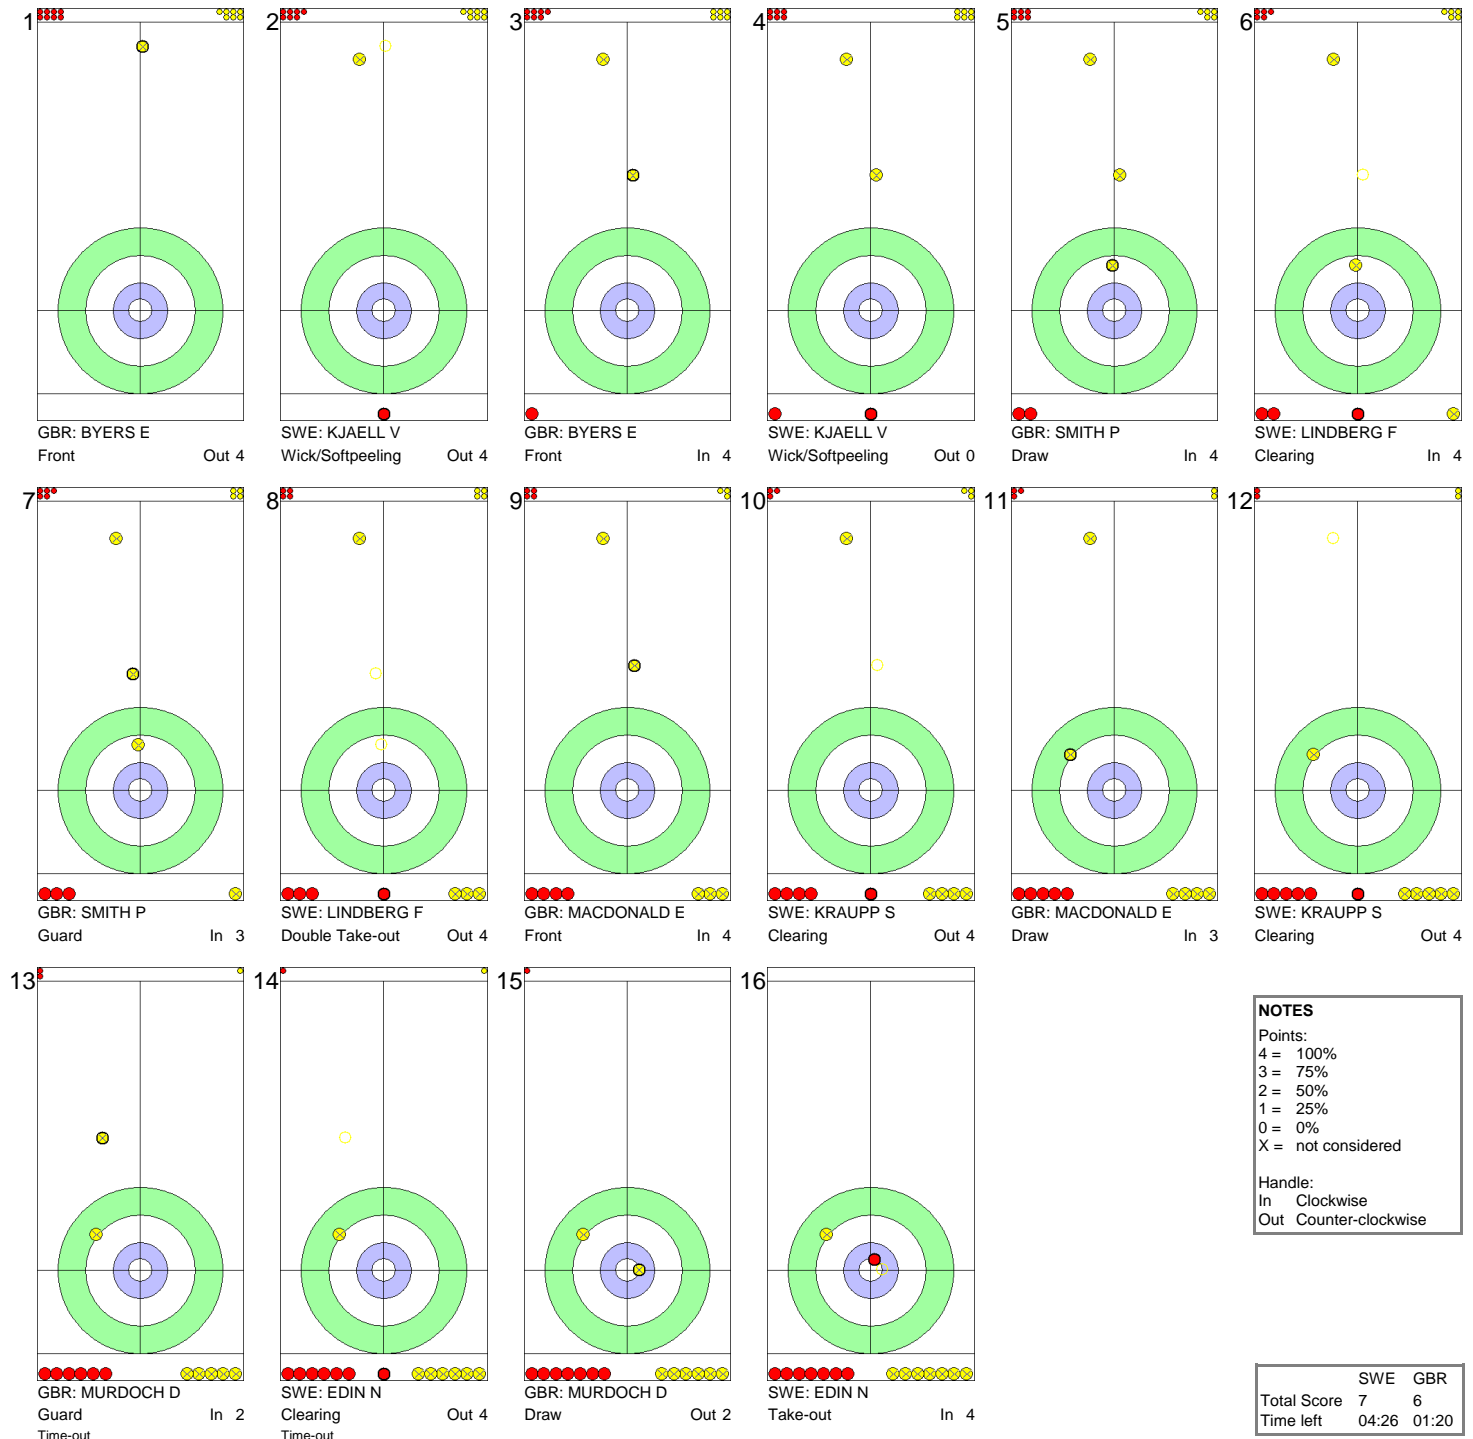 1
2
3
4
5
6
GBR: BYERS E
Front Out 4
SWE: KJAELL V
Wick/Softpeeling Out 4
GBR: BYERS E
Front In 4
SWE: KJAELL V
Wick/Softpeeling Out 0
GBR: SMITH P
Draw In 4
SWE: LINDBERG F
Clearing In 4
7
8
9
10
11
12
GBR: SMITH P
Guard In 3
SWE: LINDBERG F
Double Take-out Out 4
GBR: MACDONALD E
Front In 4
SWE: KRAUPP S
Clearing Out 4
GBR: MACDONALD E
Draw In 3
SWE: KRAUPP S
Clearing Out 4
13
14
15
16
GBR: MURDOCH D
Guard In 2
Time-out
SWE: EDIN N
Clearing Out 4
Time-out
GBR: MURDOCH D
Draw Out 2
SWE: EDIN N
Take-out In 4
NOTES
Points:
4 = 100%
3 = 75%
2 = 50%
1 = 25%
0 = 0%
X = not considered
Handle:
In Clockwise
Out Counter-clockwise
SWE GBR
Total Score 7 6
Time left 04:26 01:20